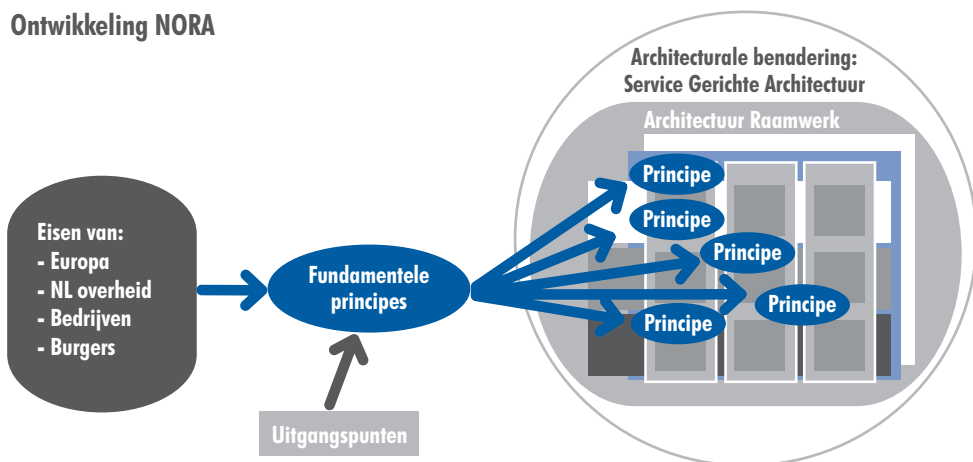 Ontwikkeling NORA
Eisen van:
- Europa
- NL overheid
- Bedrijven
- Burgers
Fundamentele
principes
Uitgangspunten
Architecturale benadering:
Service Gerichte Architectuur
Architectuur Raamwerk
Principe
Principe
Principe
Principe
Principe